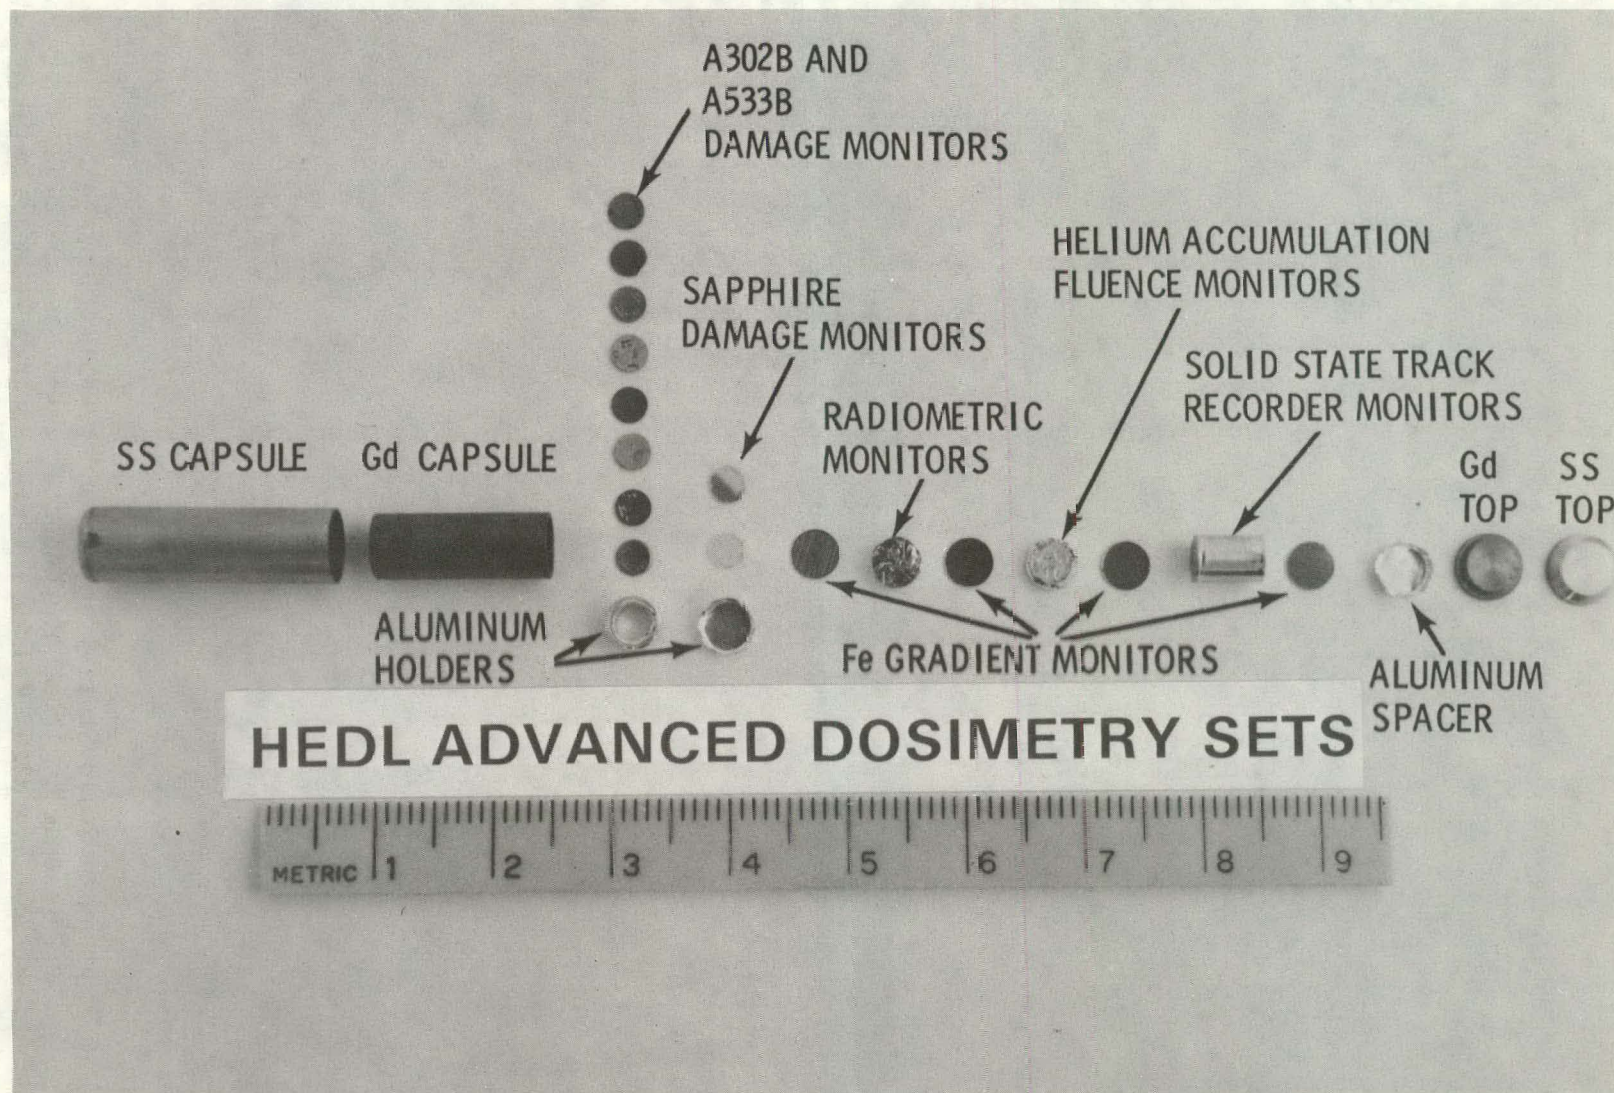 A302B AND
A533B
DAMAGE MONITORS
HELIUM ACCUMULATION
FLUENCE MONITORS
SAPPHIRE
DAMAGE MONITORS
SOLID STATE TRACK
RECORDER MONITORS
RADIOMETRIC
MONITORS
SS CAPSULE
Gd CAPSULE
Gd
TOP
SS
TOP
ALUMINUM
HOLDERS
Fe GRADIENT MONITORS
ALUMINUM
SPACER
HEDL ADVANCED DOSIMETRY SETS
METRIC 1 2 3 4 5 6 7 8 9